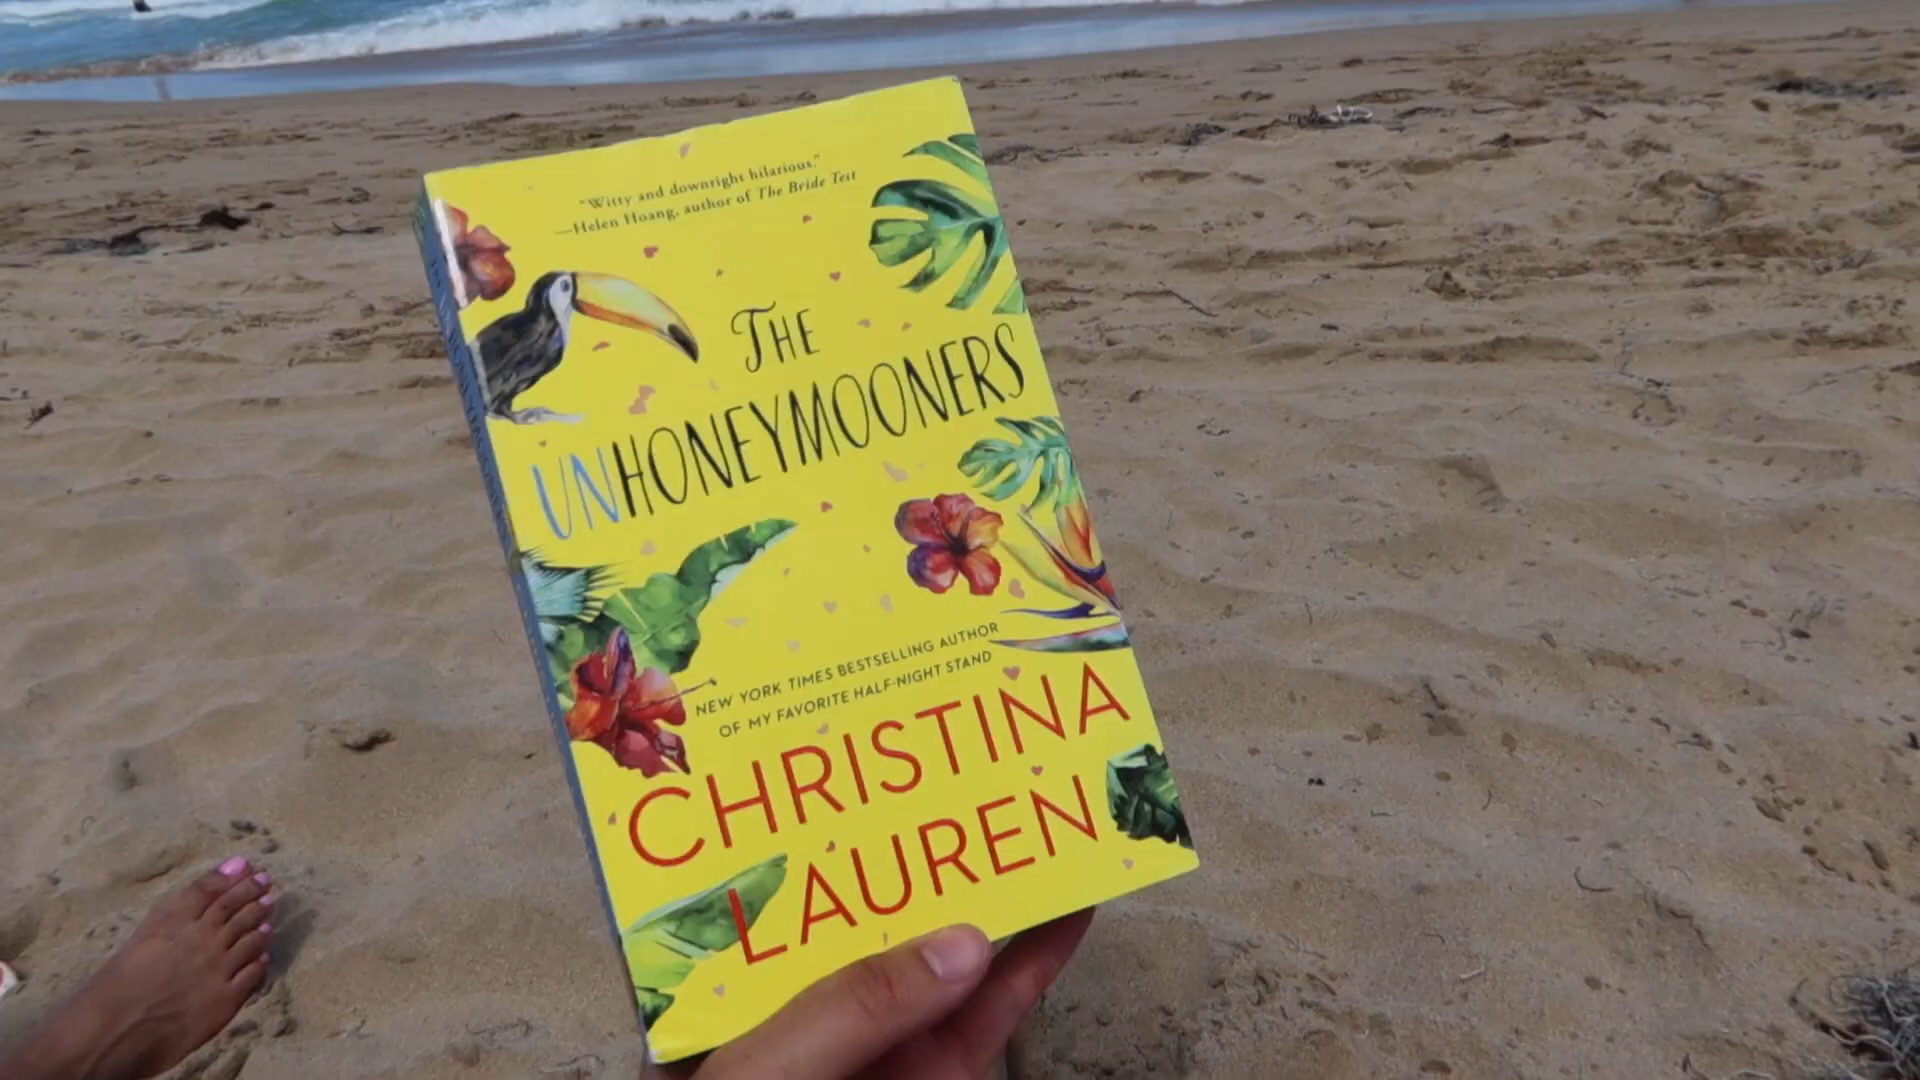 "Witty and downright hilarious."
—Helen Hoang, author of The Bride Test
THE
UNHONEYMOONERS
NEW YORK TIMES BESTSELLING AUTHOR
OF MY FAVORITE HALF-NIGHT STAND
CHRISTINA
LAUREN